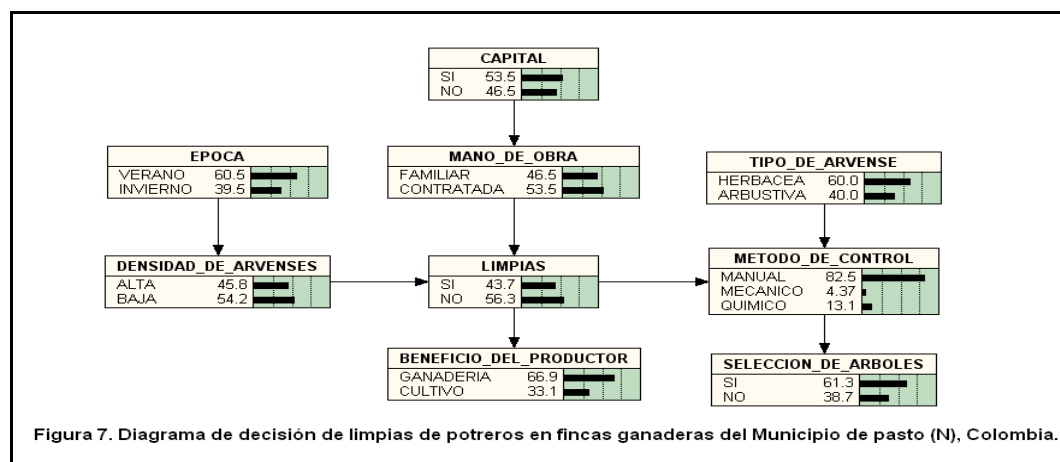 CAPITAL
SI 53.5
NO 46.5
EPOCA
VERANO 60.5
INVIERNO 39.5
MANO_DE_OBRA
FAMILIAR 46.5
CONTRATADA 53.5
TIPO_DE_ARVENSE
HERBACEA 60.0
ARBUSTIVA 40.0
DENSIDAD_DE_ARVENSES
ALTA 45.8
BAJA 54.2
LIMPIAS
SI 43.7
NO 56.3
METODO_DE_CONTROL
MANUAL 82.5
MECANICO 4.37
QUIMICO 13.1
BENEFICIO_DEL_PRODUCTOR
GANADERIA 66.9
CULTIVO 33.1
SELECCION_DE_ARBOLES
SI 61.3
NO 38.7
Figura 7. Diagrama de decisión de limpias de potreros en fincas ganaderas del Municipio de pasto (N), Colombia.